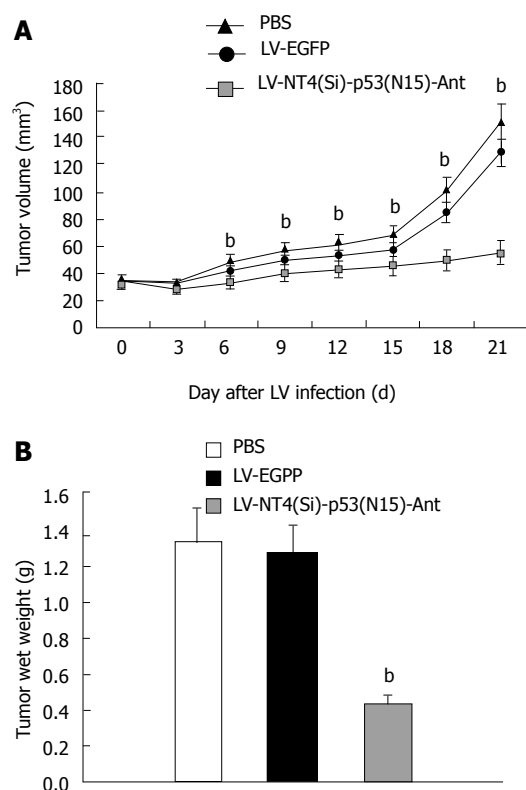 A
PBS
LV-EGFP
LV-NT4(Si)-p53(N15)-Ant
Tumor volume (mm³)
180
160
140
120
100
80
60
40
20
0
b b b b b b
0 3 6 9 12 15 18 21
Day after LV infection (d)
B
PBS
LV-EGPP
LV-NT4(Si)-p53(N15)-Ant
Tumor wet weight (g)
1.6
1.4
1.2
1.0
0.8
0.6
0.4
0.2
0.0
b